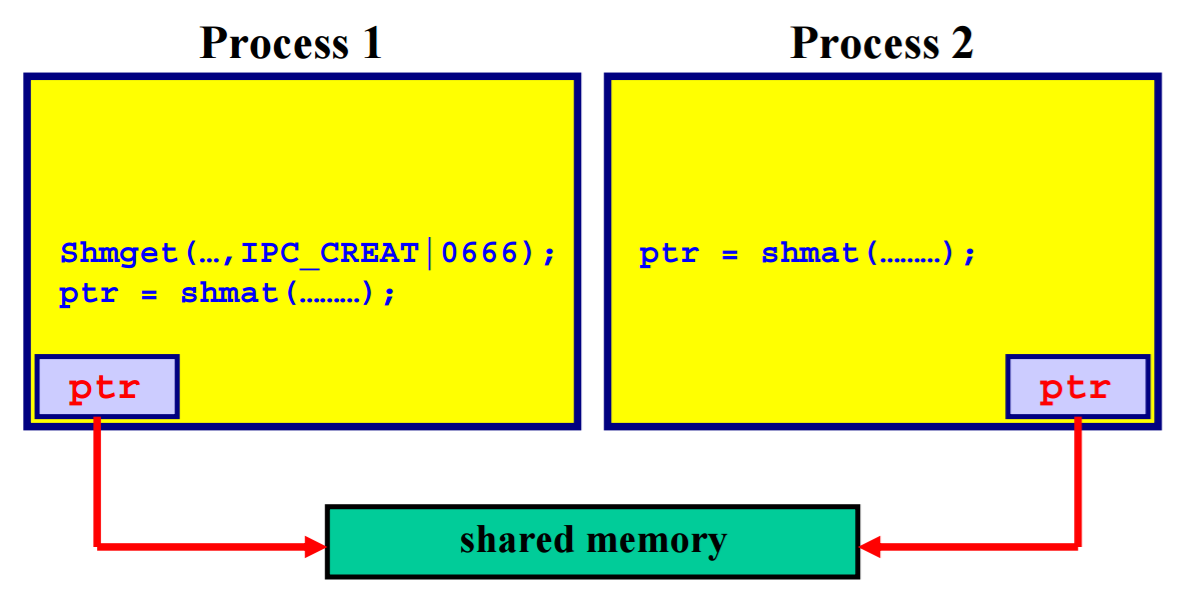 Process 1
Process 2
Shmget(…,IPC_CREAT|0666);
ptr = shmat(………);
ptr = shmat(………);
ptr
ptr
shared memory